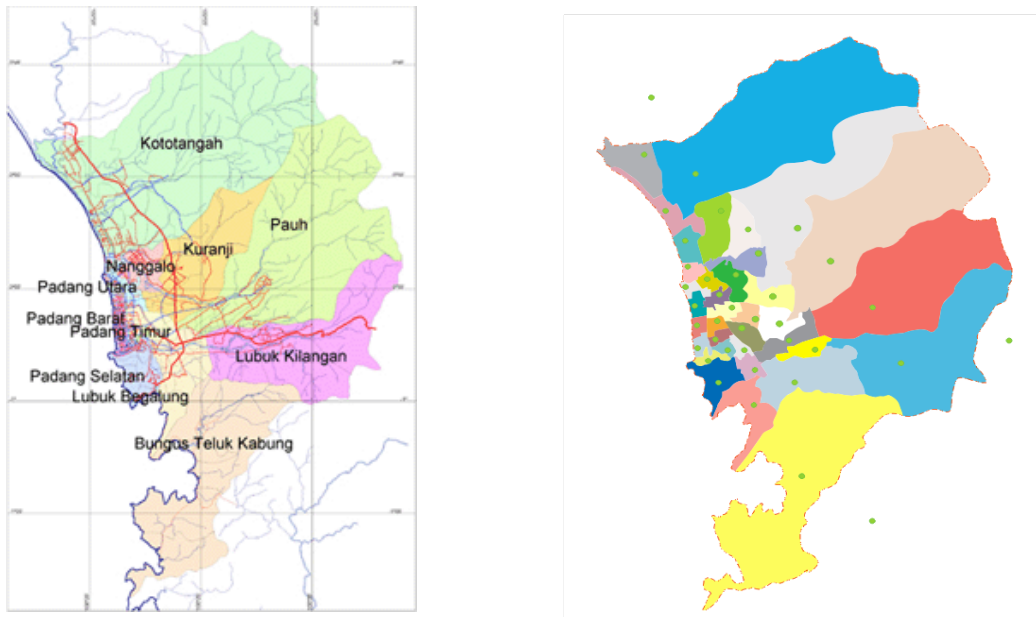 Kototangah
Pauh
Kuranji
Nanggalo
Padang Utara
Padang Barat
Padang Timur
Lubuk Kilangan
Padang Selatan
Lubuk Begalung
Bungus Teluk Kabung